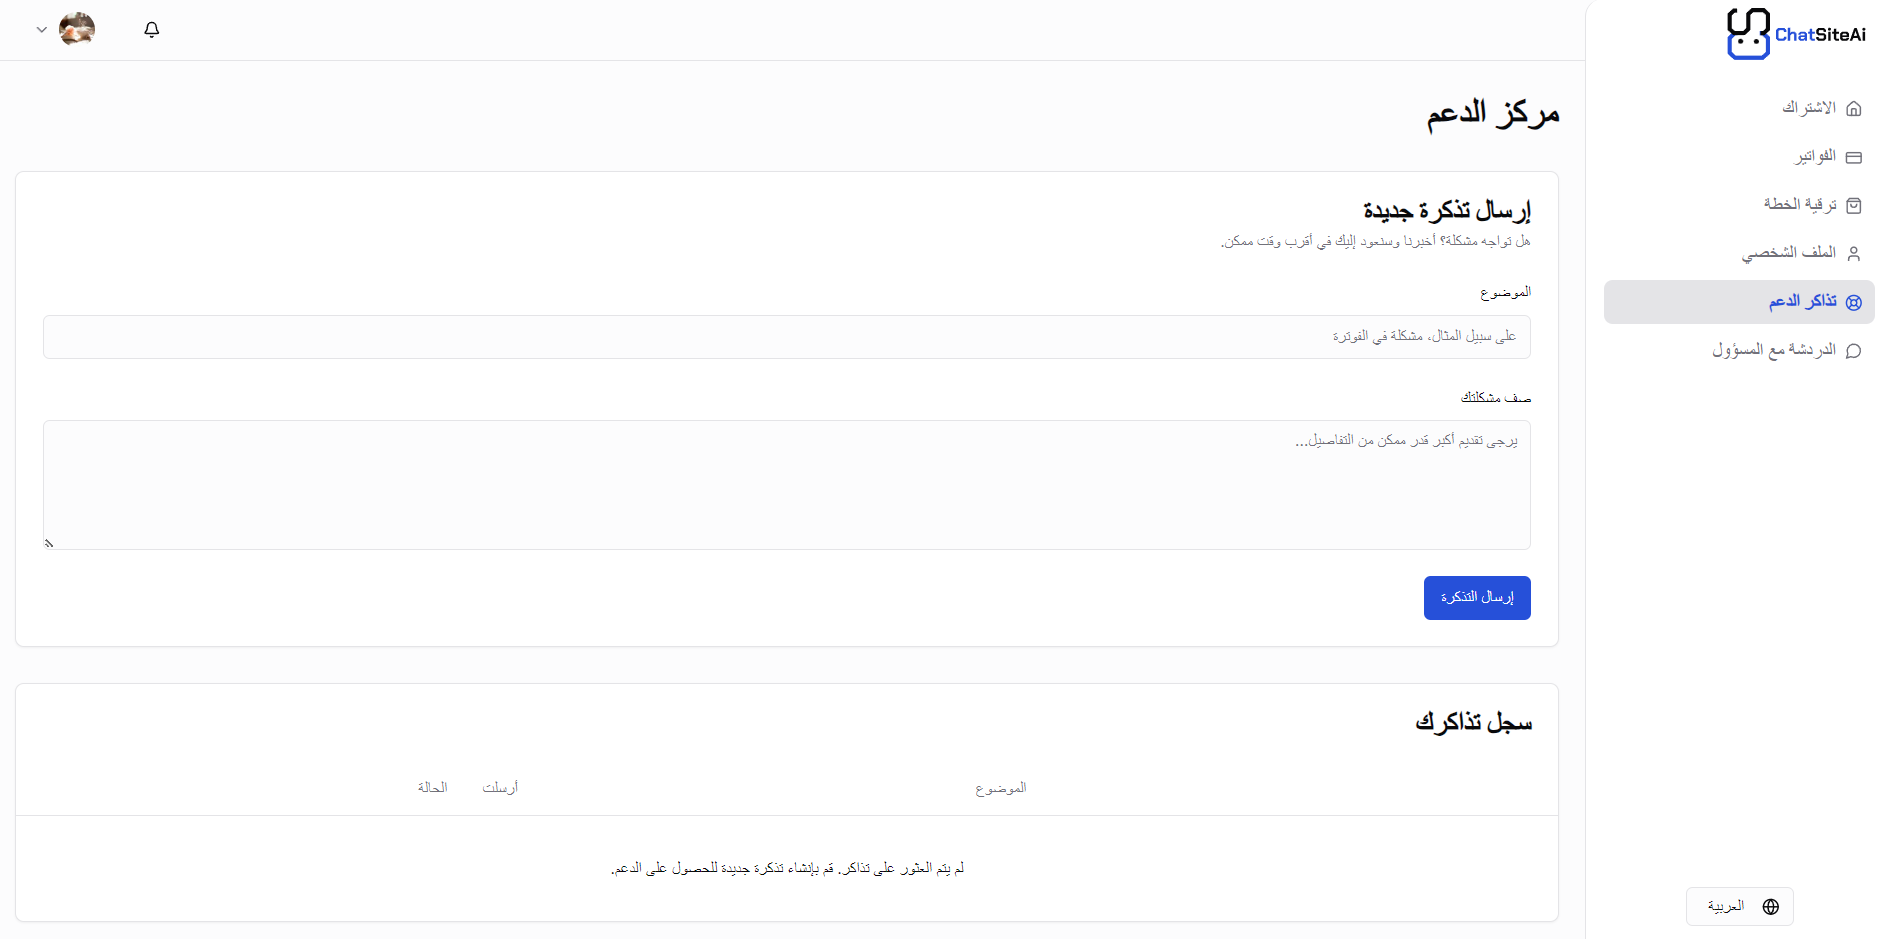 ChatSiteAi
الاشتراك
الفواتير
ترقية الخطة
الملف الشخصي
تذاكر الدعم
الدردشة مع المسؤول
العربية
مركز الدعم
إرسال تذكرة جديدة
هل تواجه مشكلة؟ أخبرنا وسنعود إليك في أقرب وقت ممكن.
الموضوع
على سبيل المثال، مشكلة في الفوترة
صف مشكلتك
يرجى تقديم أكبر قدر ممكن من التفاصيل...
إرسال التذكرة
سجل تذاكرك
الموضوع أرسلت الحالة
لم يتم العثور على تذاكر. قم بإنشاء تذكرة جديدة للحصول على الدعم.